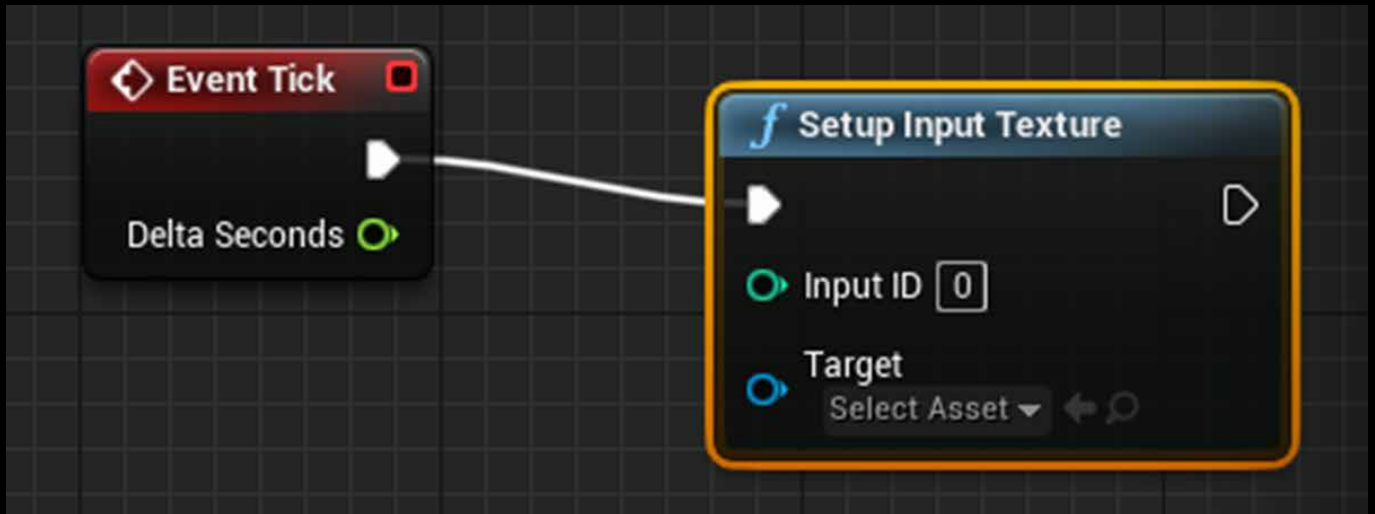 Event Tick
Delta Seconds
f Setup Input Texture
Input ID 0
Target
Select Asset